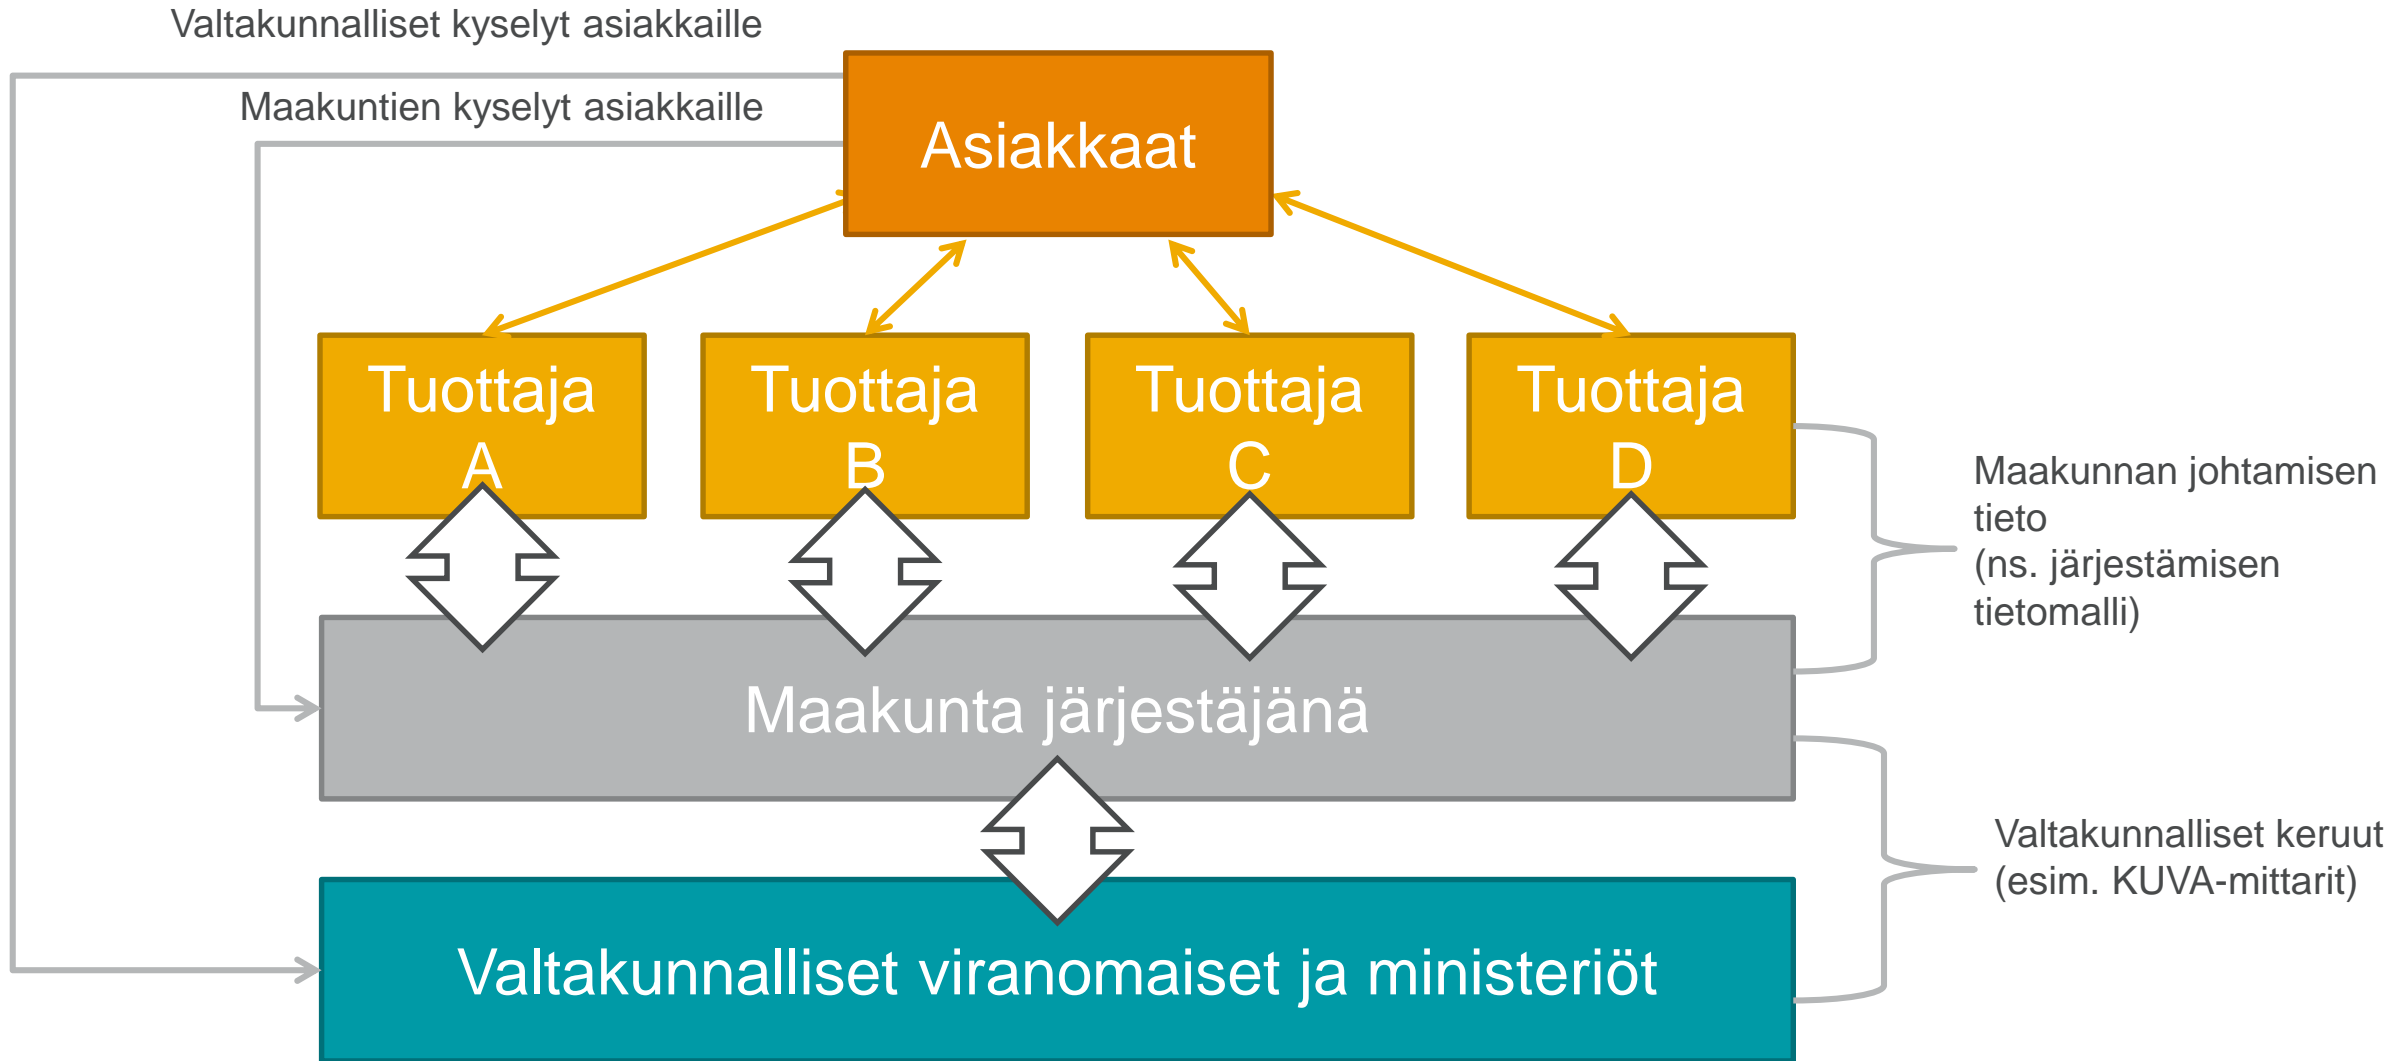 Valtakunnalliset kyselyt asiakkaille
Maakuntien kyselyt asiakkaille
Asiakkaat
Tuottaja
A
Tuottaja
B
Tuottaja
C
Tuottaja
D
Maakunnan johtamisen
tieto
(ns. järjestämisen
tietomalli)
Maakunta järjestäjänä
Valtakunnalliset keruut
(esim. KUVA-mittarit)
Valtakunnalliset viranomaiset ja ministeriöt